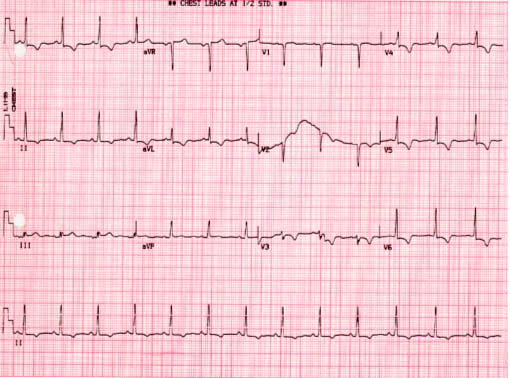 ** CHEST LEADS AT 1/2 STD. **
LIMB
CHEST
aVR
V1
V4
II
aVL
V2
V5
III
aVF
V3
V6
II